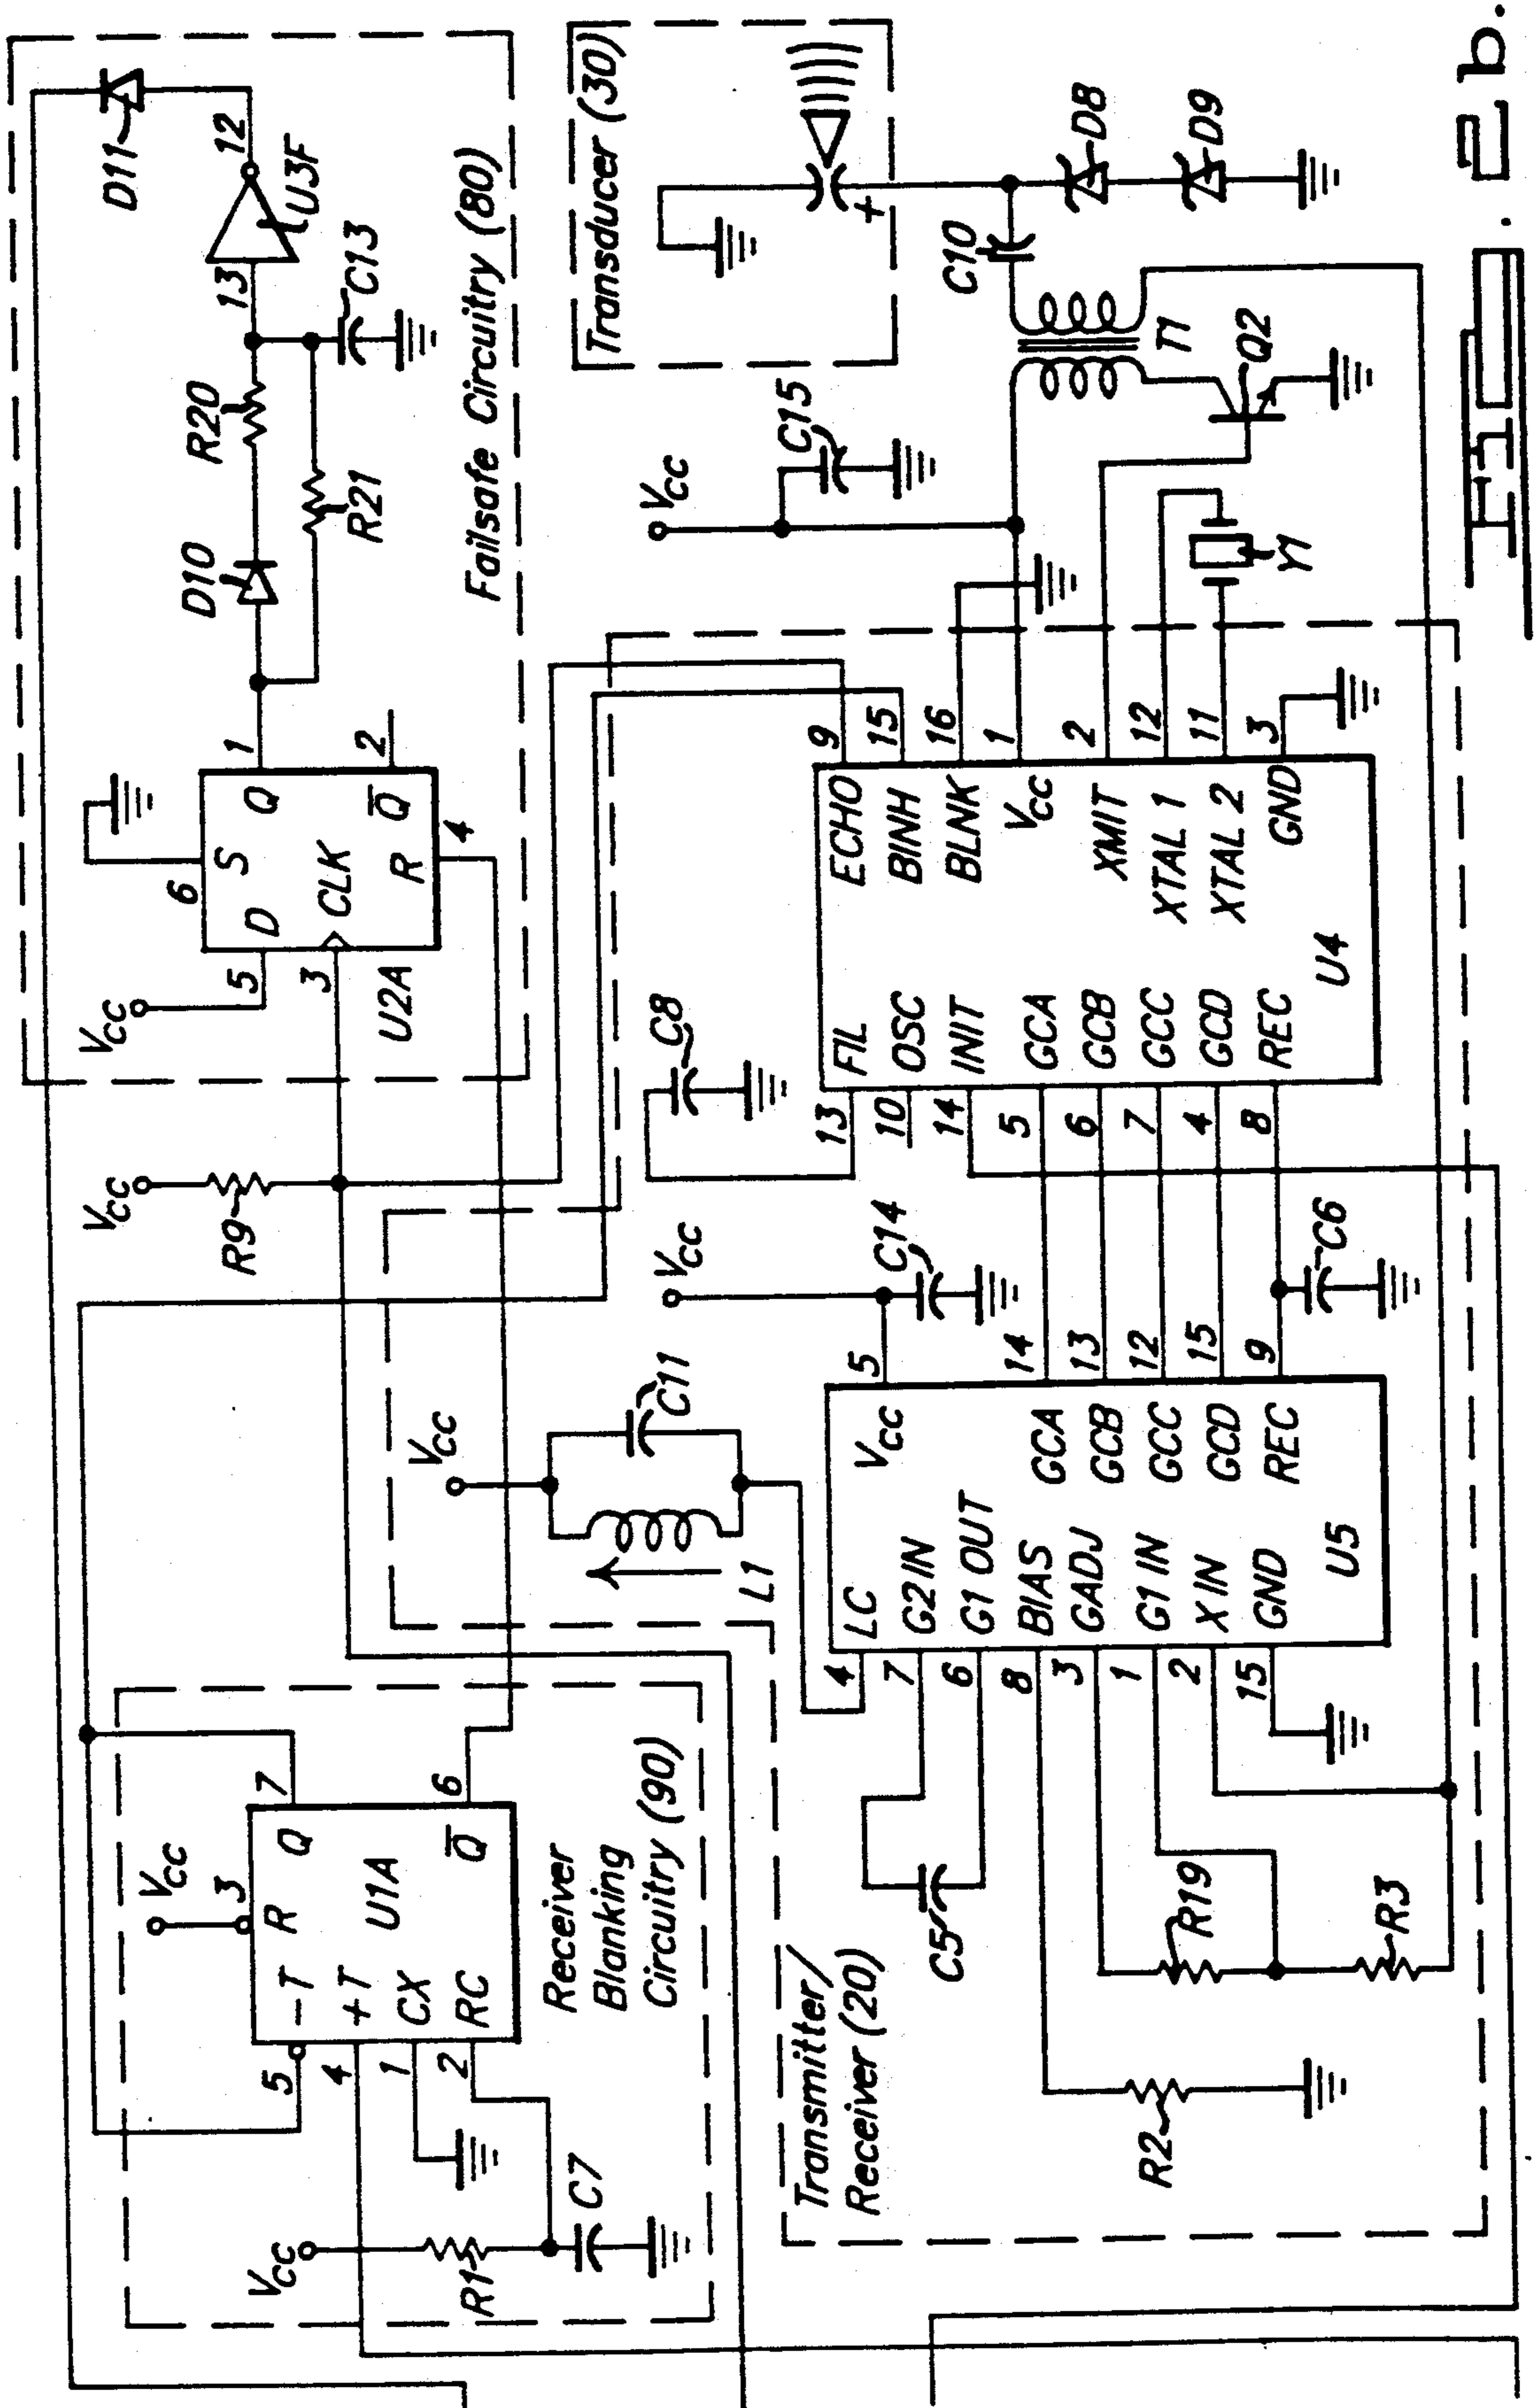 Fig. 2b.
Receiver
Blanking
Circuitry (90)
Vcc
R1
C7
5
4
1
2
-T
+T
CX
RC
Vcc
3
R
U1A
Q
Q̅
7
6
Vcc
R9
Failsafe Circuitry (80)
Vcc
5
3
6
D
CLK
S
R
4
Q
Q̅
1
2
U2A
D10
R20
R21
C13
13
12
U3F
D11
Transducer (30)
+
C10
D8
D9
T1
Q2
Y1
Vcc
C15
Transmitter/
Receiver (20)
R2
C5
R19
R3
Vcc
L1
C11
4
7
6
8
3
1
2
15
LC
G2 IN
G1 OUT
BIAS
GADJ
G1 IN
X IN
GND
U5
Vcc
GCA
GCB
GCC
GCD
REC
5
14
13
12
15
9
Vcc
C14
C6
C8
13
10
14
5
6
7
4
8
FIL
OSC
INIT
GCA
GCB
GCC
GCD
REC
U4
ECHO
BINH
BLNK
Vcc
XMIT
XTAL 1
XTAL 2
GND
9
15
16
1
2
12
11
3